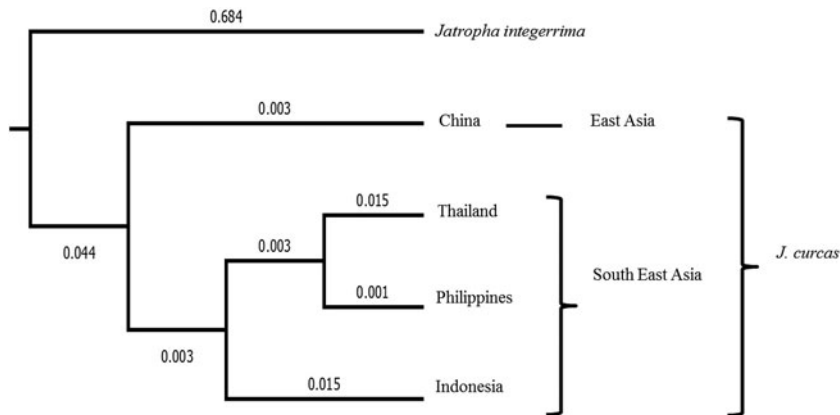 0.684
Jatropha integerrima
0.003
China
East Asia
0.015
Thailand
0.044
0.003
J. curcas
South East Asia
0.001
Philippines
0.003
0.015
Indonesia